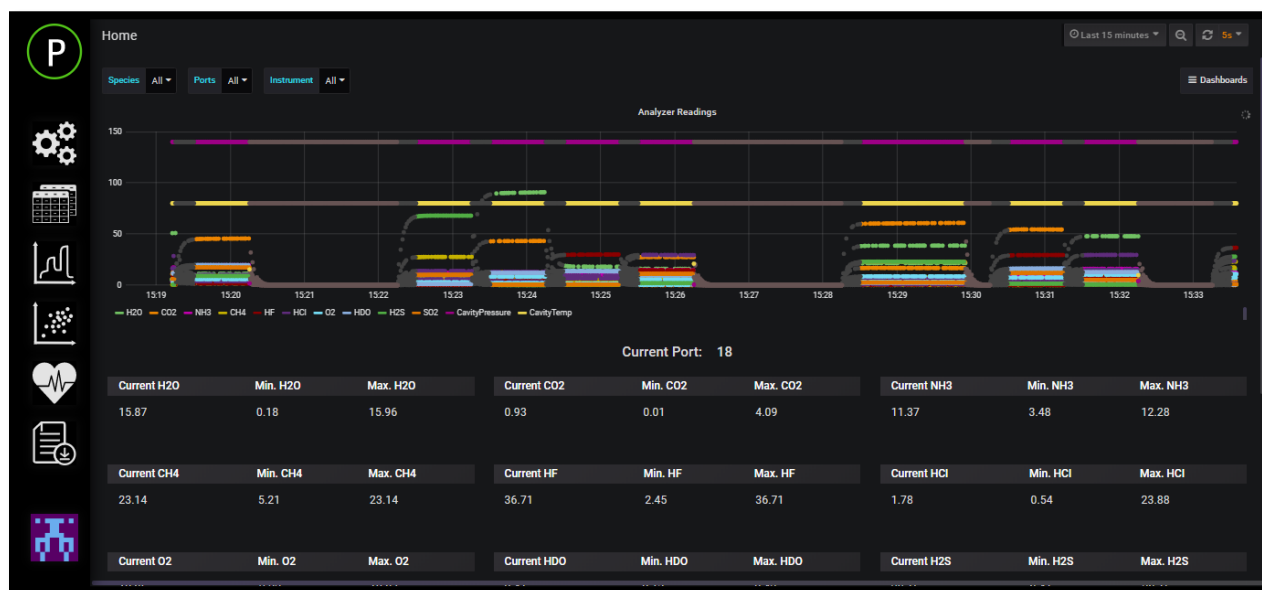 P
Home
Last 15 minutes
5s
Species All Ports All Instrument All
Dashboards
Analyzer Readings
150
100
50
0
15:19 15:20 15:21 15:22 15:23 15:24 15:25 15:26 15:27 15:28 15:29 15:30 15:31 15:32 15:33
H2O CO2 NH3 CH4 HF HCl O2 HDO H2S SO2 CavityPressure CavityTemp
Current Port: 18
Current H2O Min. H2O Max. H2O Current CO2 Min. CO2 Max. CO2 Current NH3 Min. NH3 Max. NH3
15.87 0.18 15.96 0.93 0.01 4.09 11.37 3.48 12.28
Current CH4 Min. CH4 Max. CH4 Current HF Min. HF Max. HF Current HCl Min. HCl Max. HCl
23.14 5.21 23.14 36.71 2.45 36.71 1.78 0.54 23.88
Current O2 Min. O2 Max. O2 Current HDO Min. HDO Max. HDO Current H2S Min. H2S Max. H2S